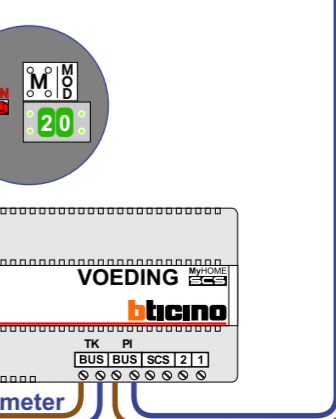 N
M
MOD
20
VOEDING MyHOME SCS
bticino
TK PI
BUS BUS SCS 2 1
meter